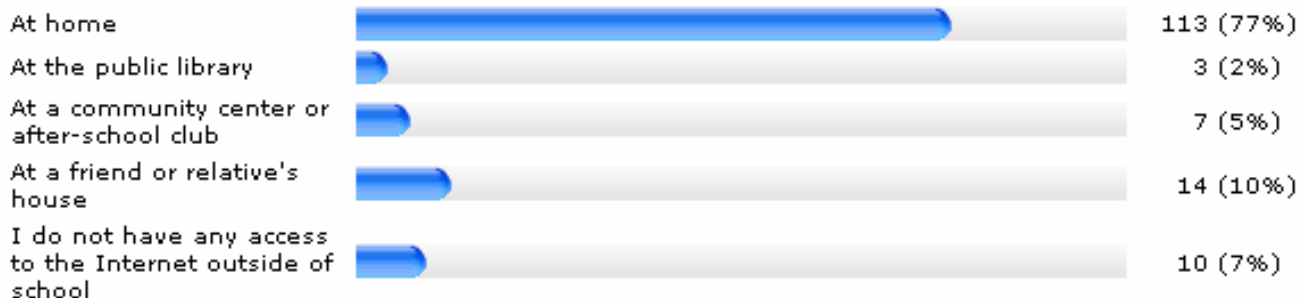 At home 113 (77%)
At the public library 3 (2%)
At a community center or
after-school club 7 (5%)
At a friend or relative's
house 14 (10%)
I do not have any access
to the Internet outside of 10 (7%)
school